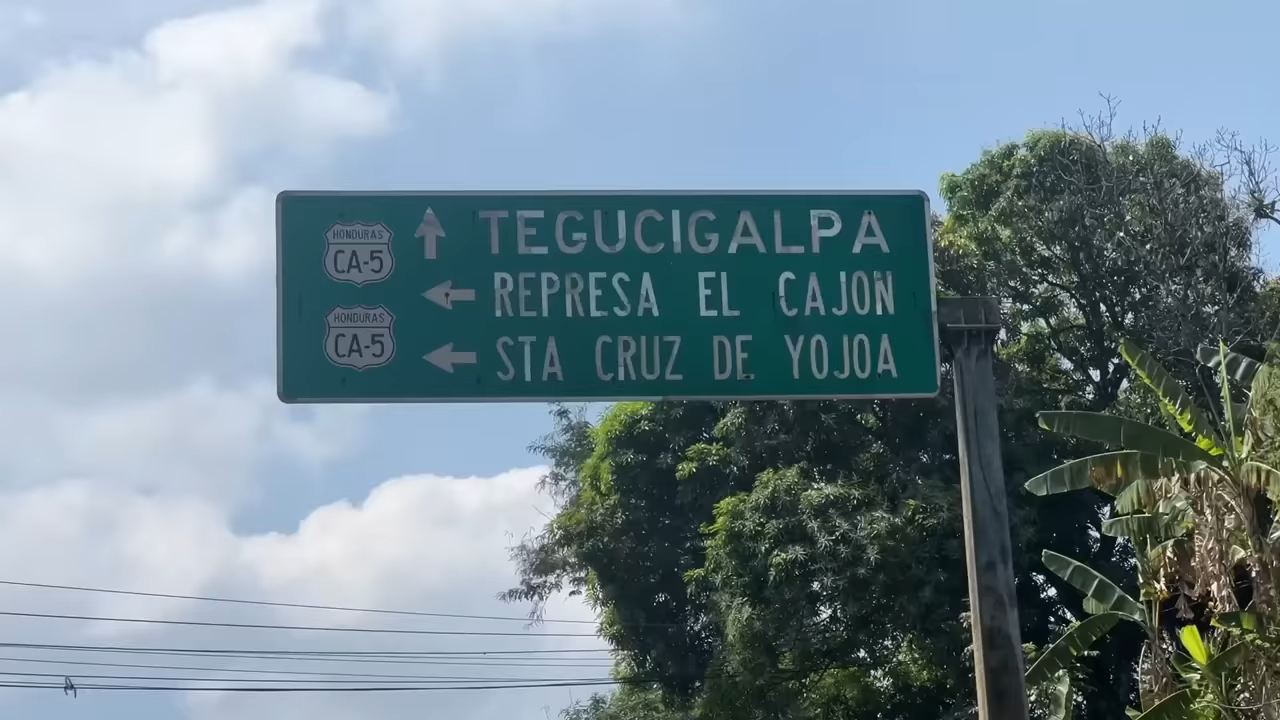 HONDURAS
CA-5
TEGUCIGALPA
REPRESA EL CAJON
HONDURAS
CA-5
STA CRUZ DE YOJOA